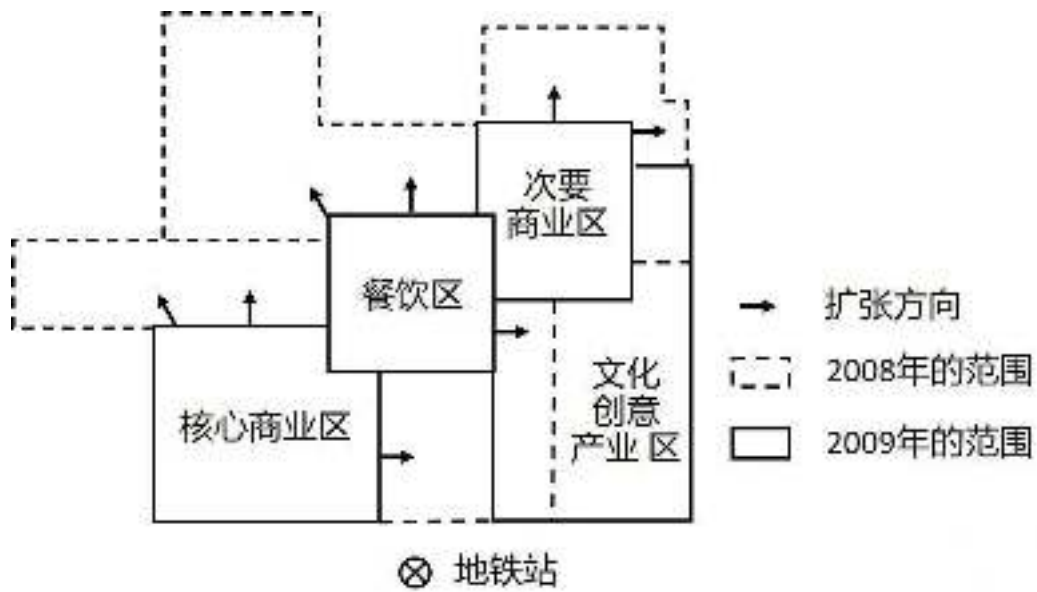 次要
商业区
餐饮区
文化
创意
产业 区
核心商业区
扩张方向
2008年的范围
2009年的范围
地铁站